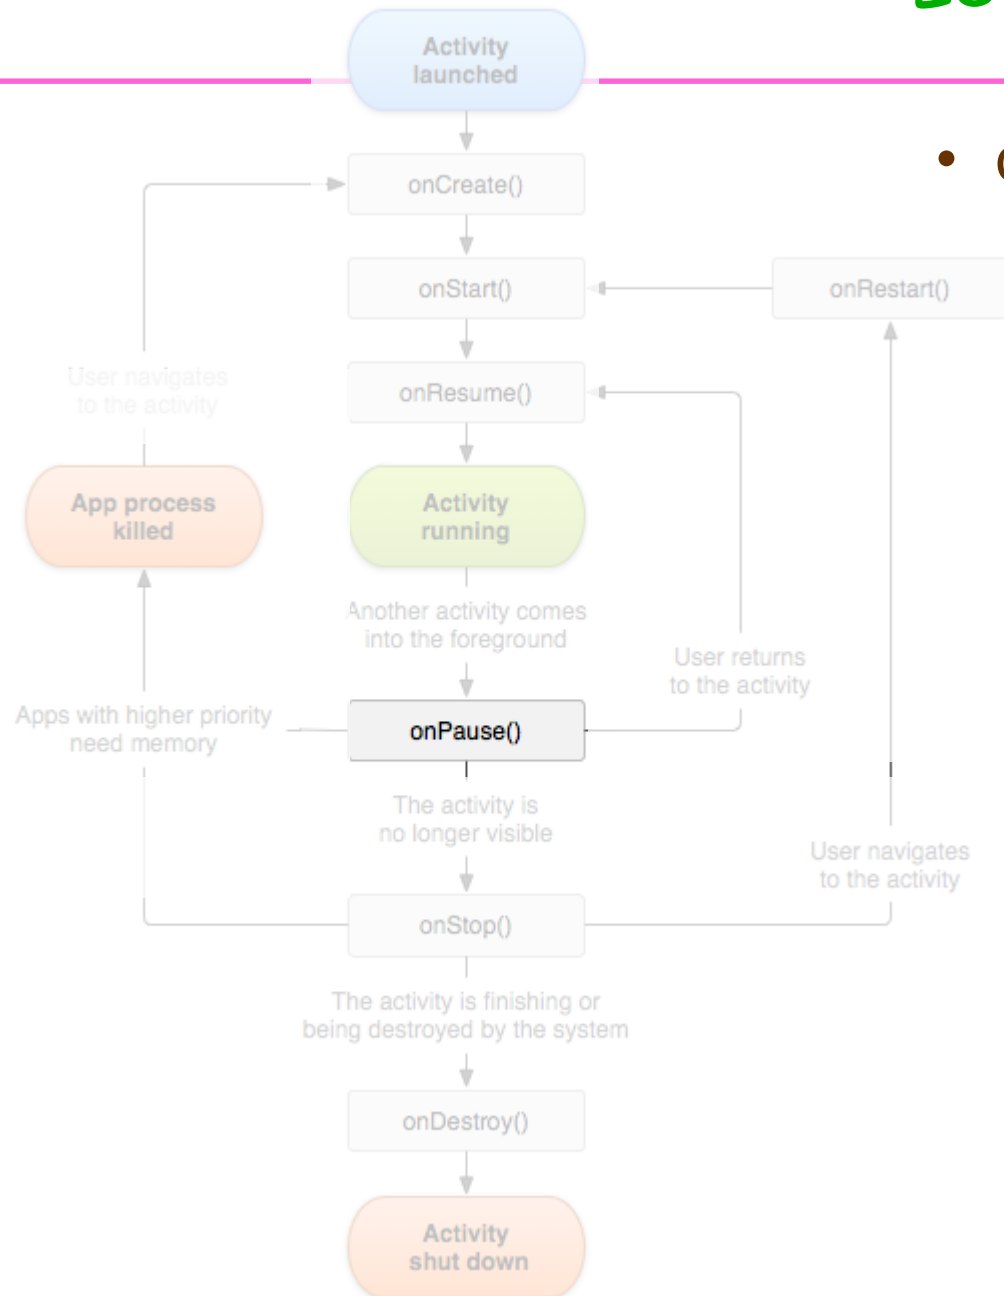 Activity
launched
onCreate()
onStart()
onRestart()
User navigates
to the activity
onResume()
App process
killed
Activity
running
Another activity comes
into the foreground
User returns
to the activity
Apps with higher priority
need memory
onPause()
The activity is
no longer visible
User navigates
to the activity
onStop()
The activity is finishing or
being destroyed by the system
onDestroy()
Activity
shut down